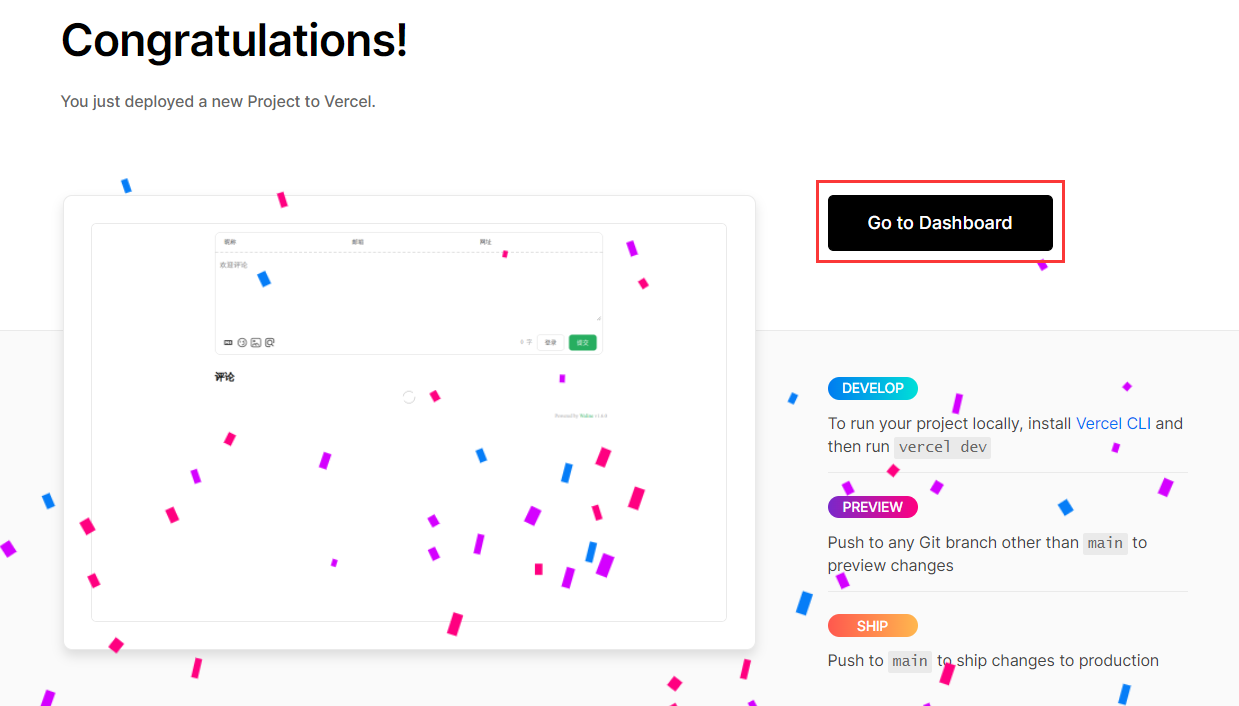 Congratulations!
You just deployed a new Project to Vercel.
Go to Dashboard
昵称
邮箱
网址
欢迎评论
0 字
登录
提交
评论
Powered by Waline
DEVELOP
To run your project locally, install Vercel CLI and
then run vercel dev
PREVIEW
Push to any Git branch other than main to
preview changes
SHIP
Push to main to ship changes to production